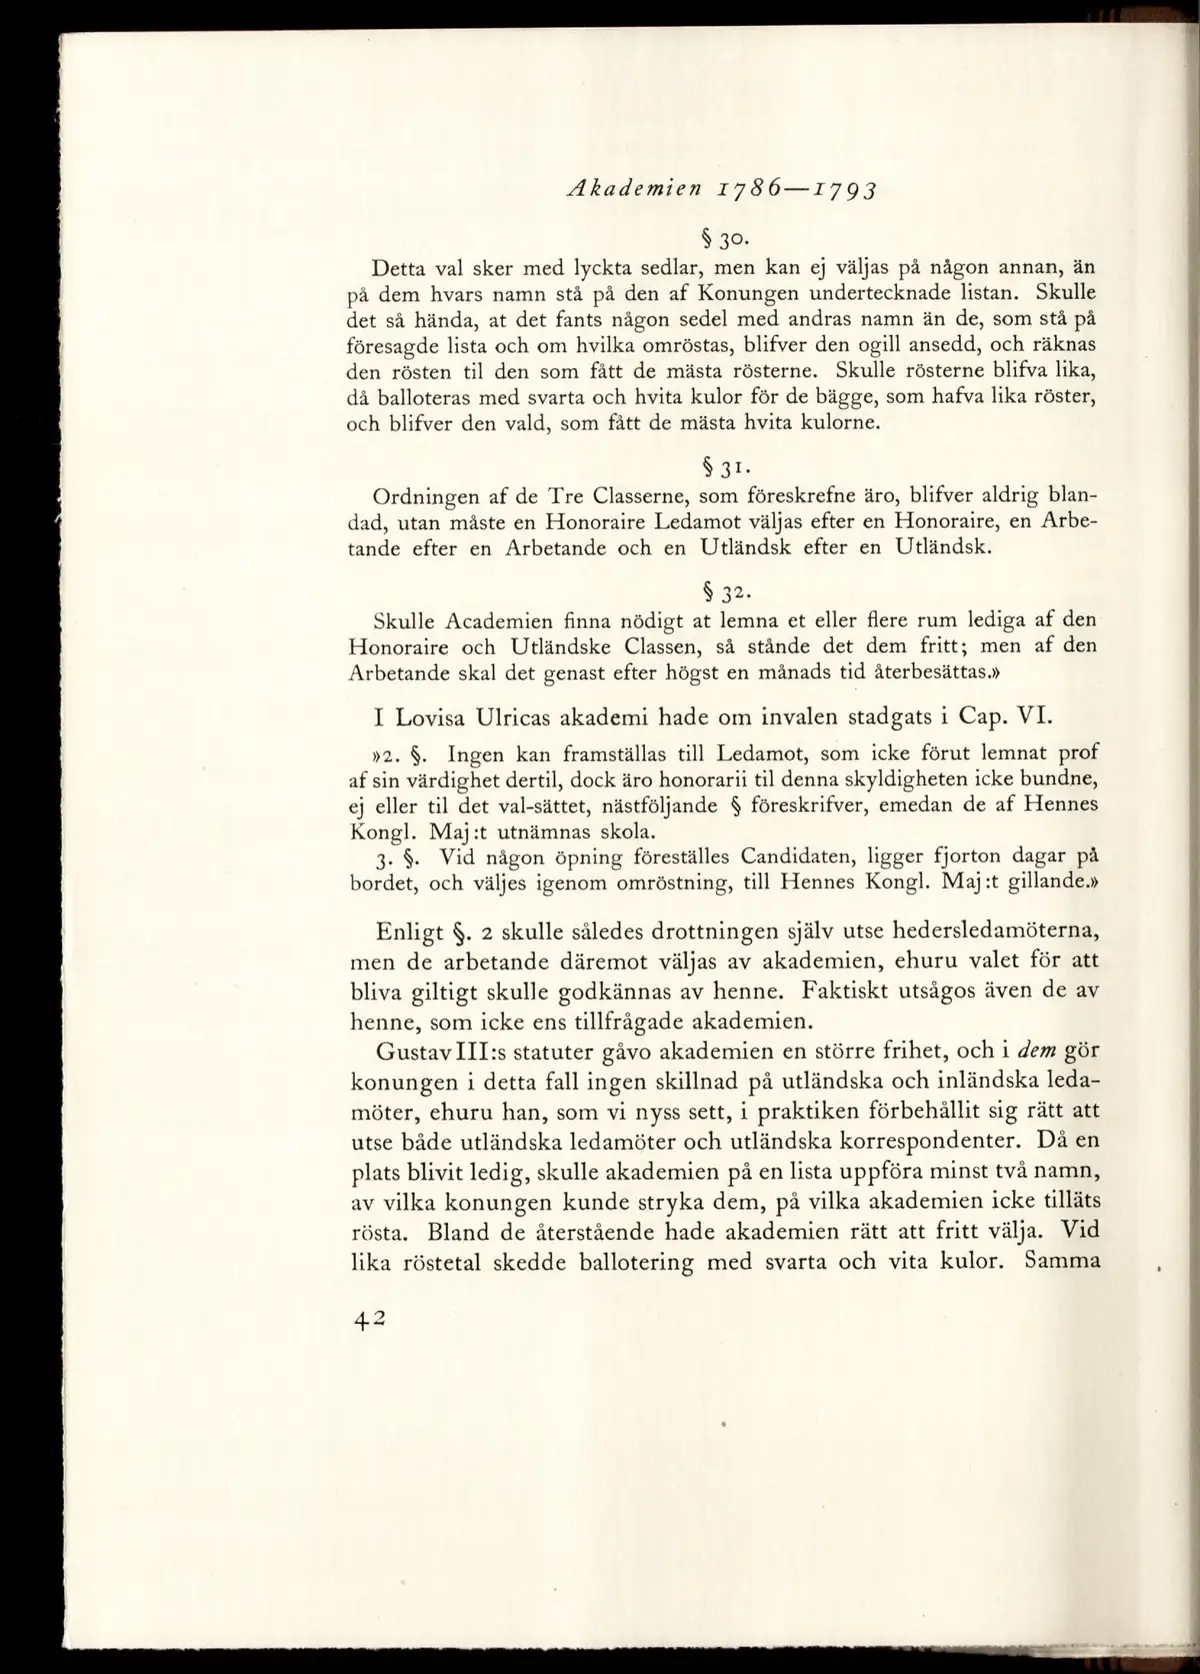 Akademien 1786—1793
§ 30.
Detta val sker med lyckta sedlar, men kan ej väljas på någon annan, än
på dem hvars namn stå på den af Konungen undertecknade listan. Skulle
det så hända, at det fants någon sedel med andras namn än de, som stå på
föresagde lista och om hvilka omröstas, blifver den ogill ansedd, och räknas
den rösten til den som fått de mästa rösterne. Skulle rösterne blifva lika,
då balloteras med svarta och hvita kulor för de bägge, som hafva lika röster,
och blifver den vald, som fått de mästa hvita kulorne.
§ 31.
Ordningen af de Tre Classerne, som föreskrefne äro, blifver aldrig blan-
dad, utan måste en Honoraire Ledamot väljas efter en Honoraire, en Arbe-
tande efter en Arbetande och en Utländsk efter en Utländsk.
§ 32.
Skulle Academien finna nödigt at lemna et eller flere rum lediga af den
Honoraire och Utländske Classen, så stånde det dem fritt; men af den
Arbetande skal det genast efter högst en månads tid återbesättas.»
I Lovisa Ulricas akademi hade om invalen stadgats i Cap. VI.
»2. §. Ingen kan framställas till Ledamot, som icke förut lemnat prof
af sin värdighet dertil, dock äro honorarii til denna skyldigheten icke bundne,
ej eller til det val-sättet, nästföljande § föreskrifver, emedan de af Hennes
Kongl. Maj:t utnämnas skola.
3. §. Vid någon öpning föreställes Candidaten, ligger fjorton dagar på
bordet, och väljes igenom omröstning, till Hennes Kongl. Maj:t gillande.»
Enligt §. 2 skulle således drottningen själv utse hedersledamöterna,
men de arbetande däremot väljas av akademien, ehuru valet för att
bliva giltigt skulle godkännas av henne. Faktiskt utsågos även de av
henne, som icke ens tillfrågade akademien.
Gustav III:s statuter gåvo akademien en större frihet, och i dem gör
konungen i detta fall ingen skillnad på utländska och inländska leda-
möter, ehuru han, som vi nyss sett, i praktiken förbehållit sig rätt att
utse både utländska ledamöter och utländska korrespondenter. Då en
plats blivit ledig, skulle akademien på en lista uppföra minst två namn,
av vilka konungen kunde stryka dem, på vilka akademien icke tilläts
rösta. Bland de återstående hade akademien rätt att fritt välja. Vid
lika röstetal skedde ballotering med svarta och vita kulor. Samma
42